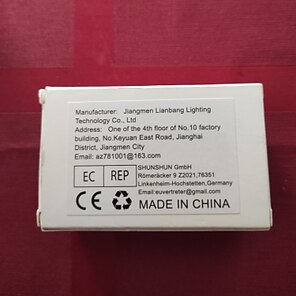 Manufacturer: Jiangmen Lianbang Lighting
Technology Co., Ltd
Address: One of the 4th floor of No.10 factory
building, No,Keyuan East Road, Jianghai
District, Jiangmen City
Email: az781001@163.com
EC REP
SHUNSHUN GmbH
Römeräcker 9 Z2021,76351
Linkenheim-Hochstetten,Germany
Email:euvertreter@gmail.com
CE
MADE IN CHINA